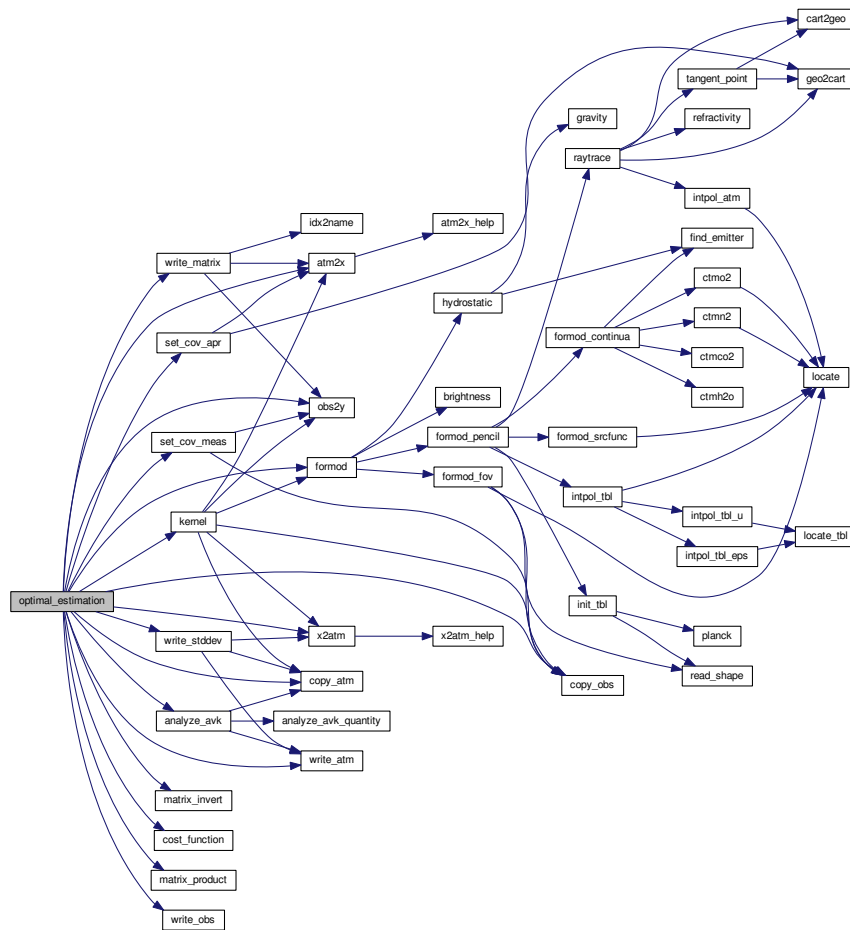 cart2geo
tangent_point
geo2cart
gravity
refractivity
raytrace
intpol_atm
idx2name
atm2x_help
find_emitter
write_matrix
atm2x
ctmo2
hydrostatic
ctmn2
formod_continua
set_cov_apr
ctmco2
locate
brightness
ctmh2o
obs2y
formod_pencil
formod_srcfunc
set_cov_meas
formod
formod_fov
intpol_tbl
intpol_tbl_u
kernel
locate_tbl
intpol_tbl_eps
optimal_estimation
init_tbl
write_stddev
x2atm
x2atm_help
planck
read_shape
copy_atm
copy_obs
analyze_avk
analyze_avk_quantity
write_atm
matrix_invert
cost_function
matrix_product
write_obs